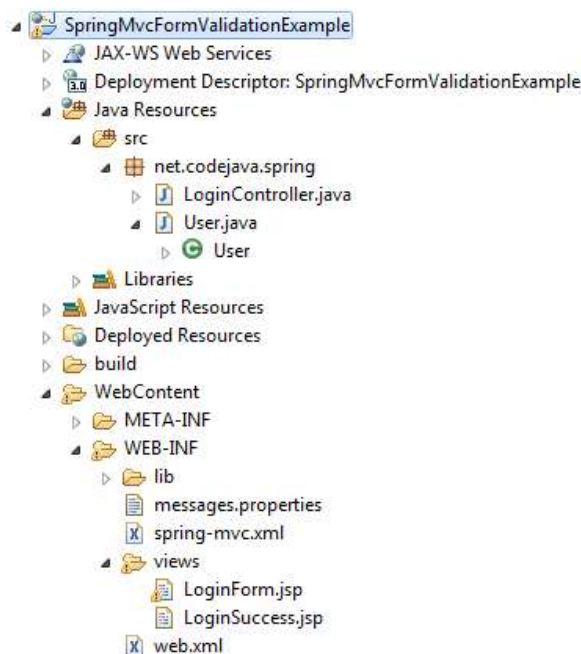 SpringMvcFormValidationExample
JAX-WS Web Services
3.0 Deployment Descriptor: SpringMvcFormValidationExample
Java Resources
src
net.codejava.spring
J LoginController.java
J User.java
C User
Libraries
JavaScript Resources
Deployed Resources
build
WebContent
META-INF
WEB-INF
lib
messages.properties
X spring-mvc.xml
views
LoginForm.jsp
LoginSuccess.jsp
X web.xml